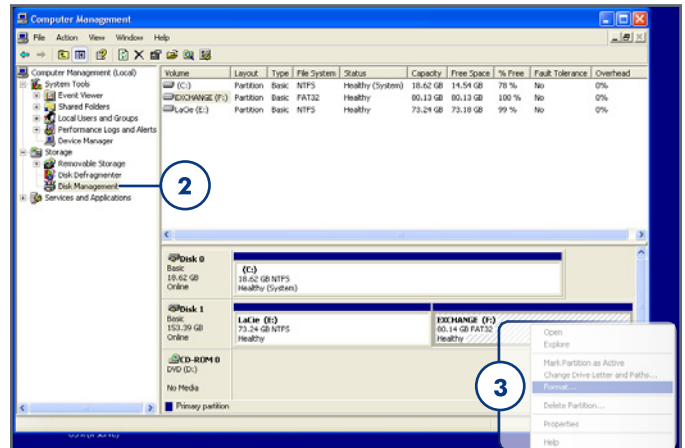 Computer Management
File Action View Window Help
Computer Management (Local)
System Tools
Event Viewer
Shared Folders
Local Users and Groups
Performance Logs and Alerts
Device Manager
Storage
Removable Storage
Disk Defragmenter
Disk Management
Services and Applications
2
Volume Layout Type File System Status Capacity Free Space % Free Fault Tolerance Overhead
(C:) Partition Basic NTFS Healthy (System) 18.62 GB 14.54 GB 78 % No 0%
EXCHANGE (F:) Partition Basic FAT32 Healthy 80.13 GB 80.13 GB 100 % No 0%
LaCie (E:) Partition Basic NTFS Healthy 73.24 GB 73.18 GB 99 % No 0%
Disk 0
Basic
18.62 GB
Online
(C:)
18.62 GB NTFS
Healthy (System)
Disk 1
Basic
153.39 GB
Online
LaCie (E:)
73.24 GB NTFS
Healthy
EXCHANGE (F:)
80.14 GB FAT32
Healthy
CD-ROM 0
DVD (D:)
No Media
Primary partition
3
Open
Explore
Mark Partition as Active
Change Drive Letter and Paths...
Format...
Delete Partition...
Properties
Help